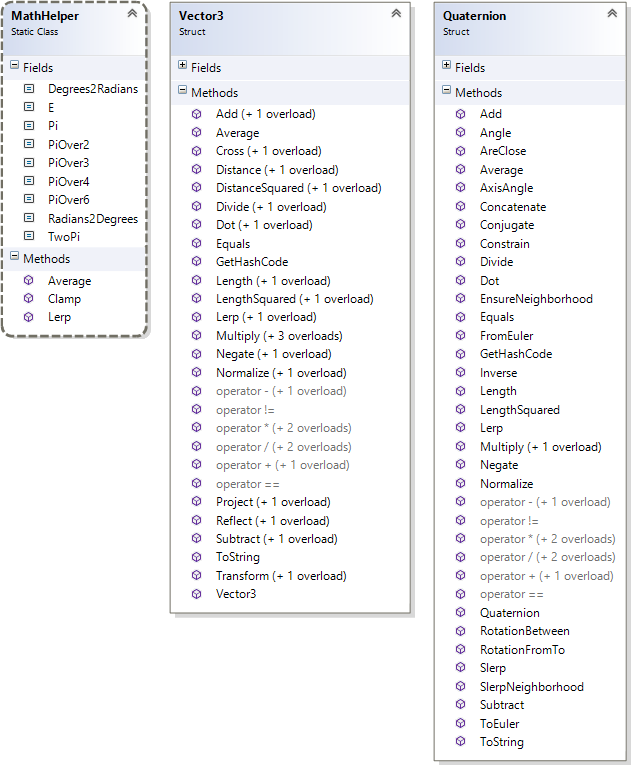 MathHelper
Static Class
Fields
Degrees2Radians
E
Pi
PiOver2
PiOver3
PiOver4
PiOver6
Radians2Degrees
TwoPi
Methods
Average
Clamp
Lerp
Vector3
Struct
Fields
Methods
Add (+ 1 overload)
Average
Cross (+ 1 overload)
Distance (+ 1 overload)
DistanceSquared (+ 1 overload)
Divide (+ 1 overload)
Dot (+ 1 overload)
Equals
GetHashCode
Length (+ 1 overload)
LengthSquared (+ 1 overload)
Lerp (+ 1 overload)
Multiply (+ 3 overloads)
Negate (+ 1 overload)
Normalize (+ 1 overload)
operator - (+ 1 overload)
operator !=
operator * (+ 2 overloads)
operator / (+ 2 overloads)
operator + (+ 1 overload)
operator ==
Project (+ 1 overload)
Reflect (+ 1 overload)
Subtract (+ 1 overload)
ToString
Transform (+ 1 overload)
Vector3
Quaternion
Struct
Fields
Methods
Add
Angle
AreClose
Average
AxisAngle
Concatenate
Conjugate
Constrain
Divide
Dot
EnsureNeighborhood
Equals
FromEuler
GetHashCode
Inverse
Length
LengthSquared
Lerp
Multiply (+ 1 overload)
Negate
Normalize
operator - (+ 1 overload)
operator !=
operator * (+ 2 overloads)
operator / (+ 2 overloads)
operator + (+ 1 overload)
operator ==
Quaternion
RotationBetween
RotationFromTo
Slerp
SlerpNeighborhood
Subtract
ToEuler
ToString